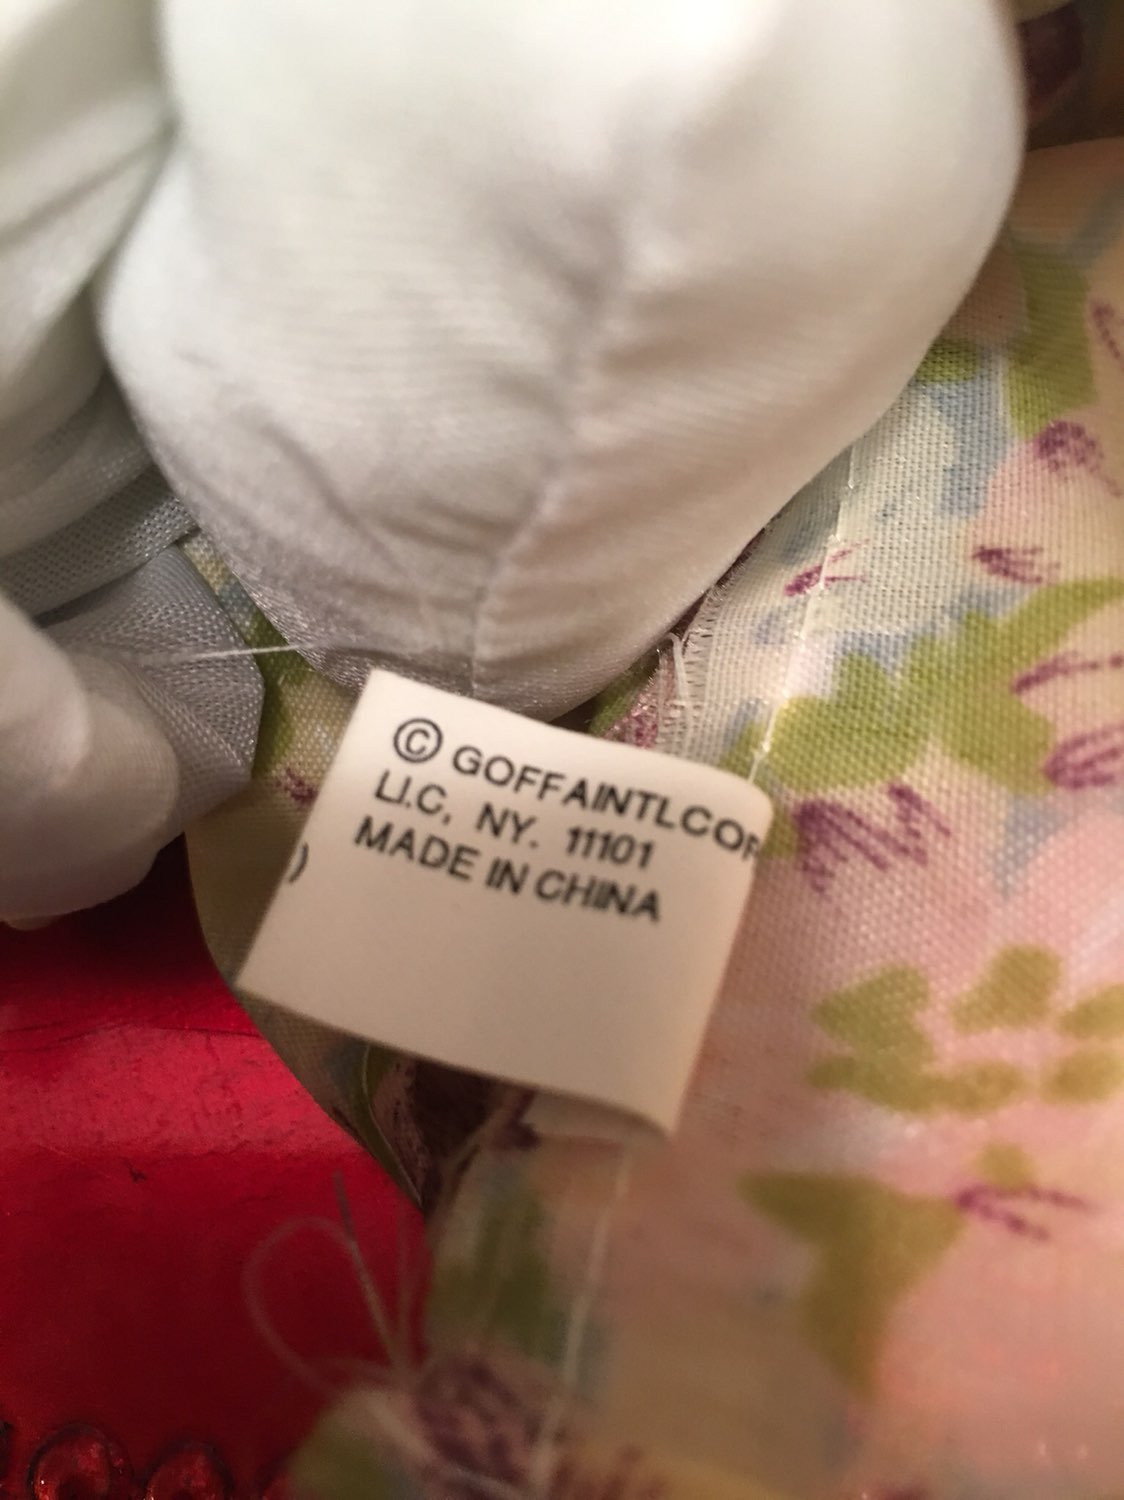 © GOFFAINTLCOR
LI.C, NY. 11101
MADE IN CHINA
)